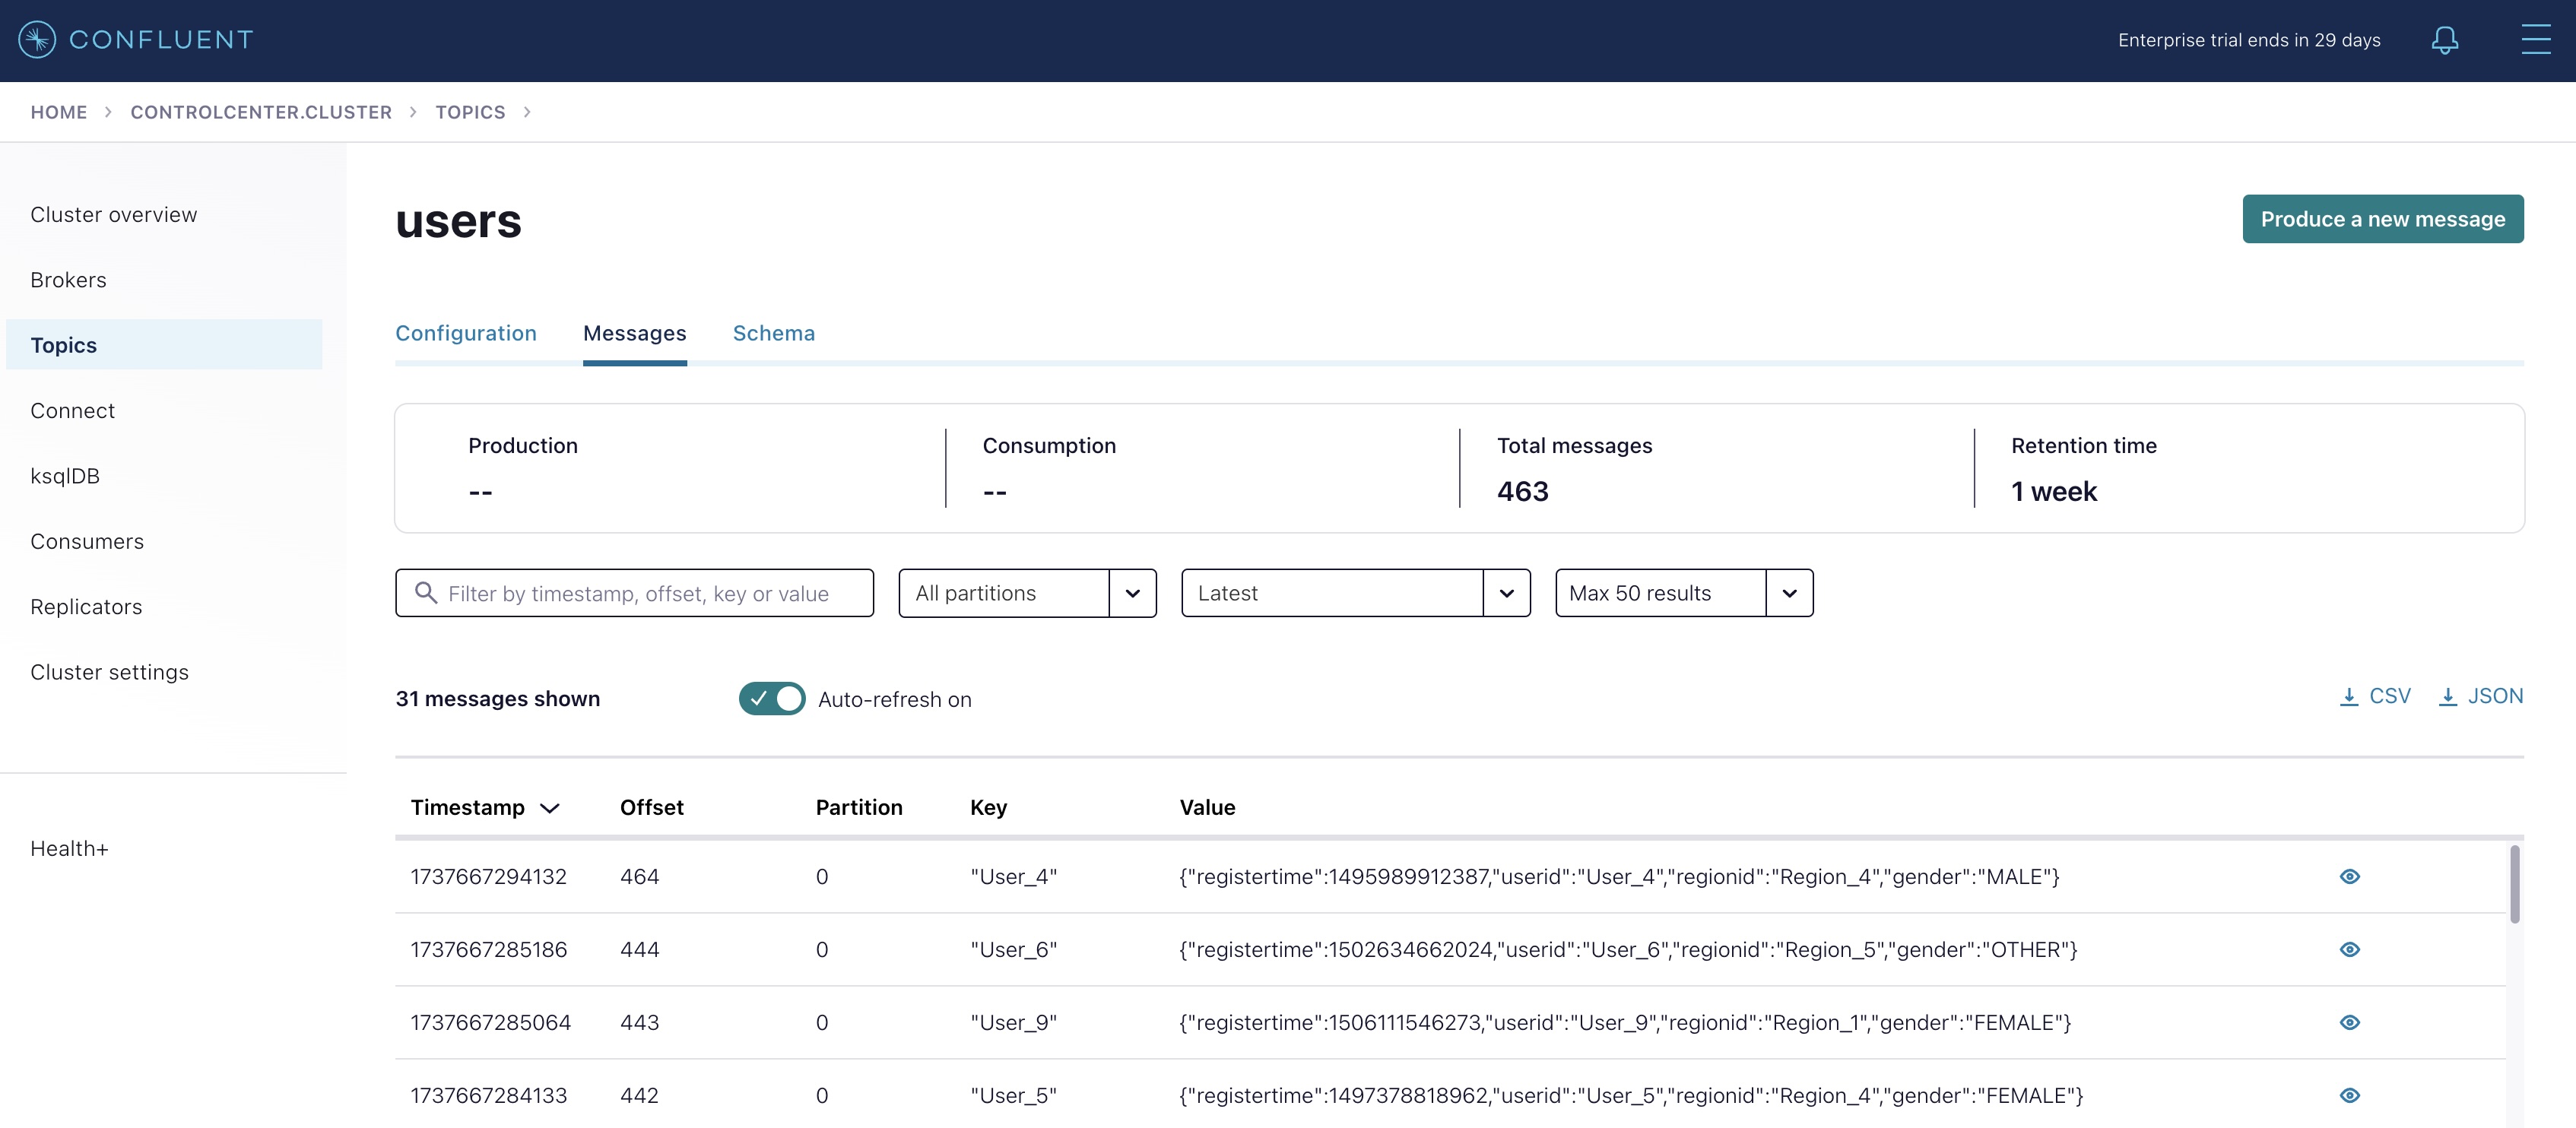 CONFLUENT
Enterprise trial ends in 29 days
HOME > CONTROLCENTER.CLUSTER > TOPICS >
Cluster overview
Brokers
Topics
Connect
ksqlDB
Consumers
Replicators
Cluster settings
Health+
users
Produce a new message
Configuration Messages Schema
Production Consumption Total messages Retention time
-- -- 463 1 week
Filter by timestamp, offset, key or value All partitions Latest Max 50 results
31 messages shown Auto-refresh on CSV JSON
Timestamp Offset Partition Key Value
1737667294132 464 0 "User_4" {"registertime":1495989912387,"userid":"User_4","regionid":"Region_4","gender":"MALE"}
1737667285186 444 0 "User_6" {"registertime":1502634662024,"userid":"User_6","regionid":"Region_5","gender":"OTHER"}
1737667285064 443 0 "User_9" {"registertime":1506111546273,"userid":"User_9","regionid":"Region_1","gender":"FEMALE"}
1737667284133 442 0 "User_5" {"registertime":1497378818962,"userid":"User_5","regionid":"Region_4","gender":"FEMALE"}